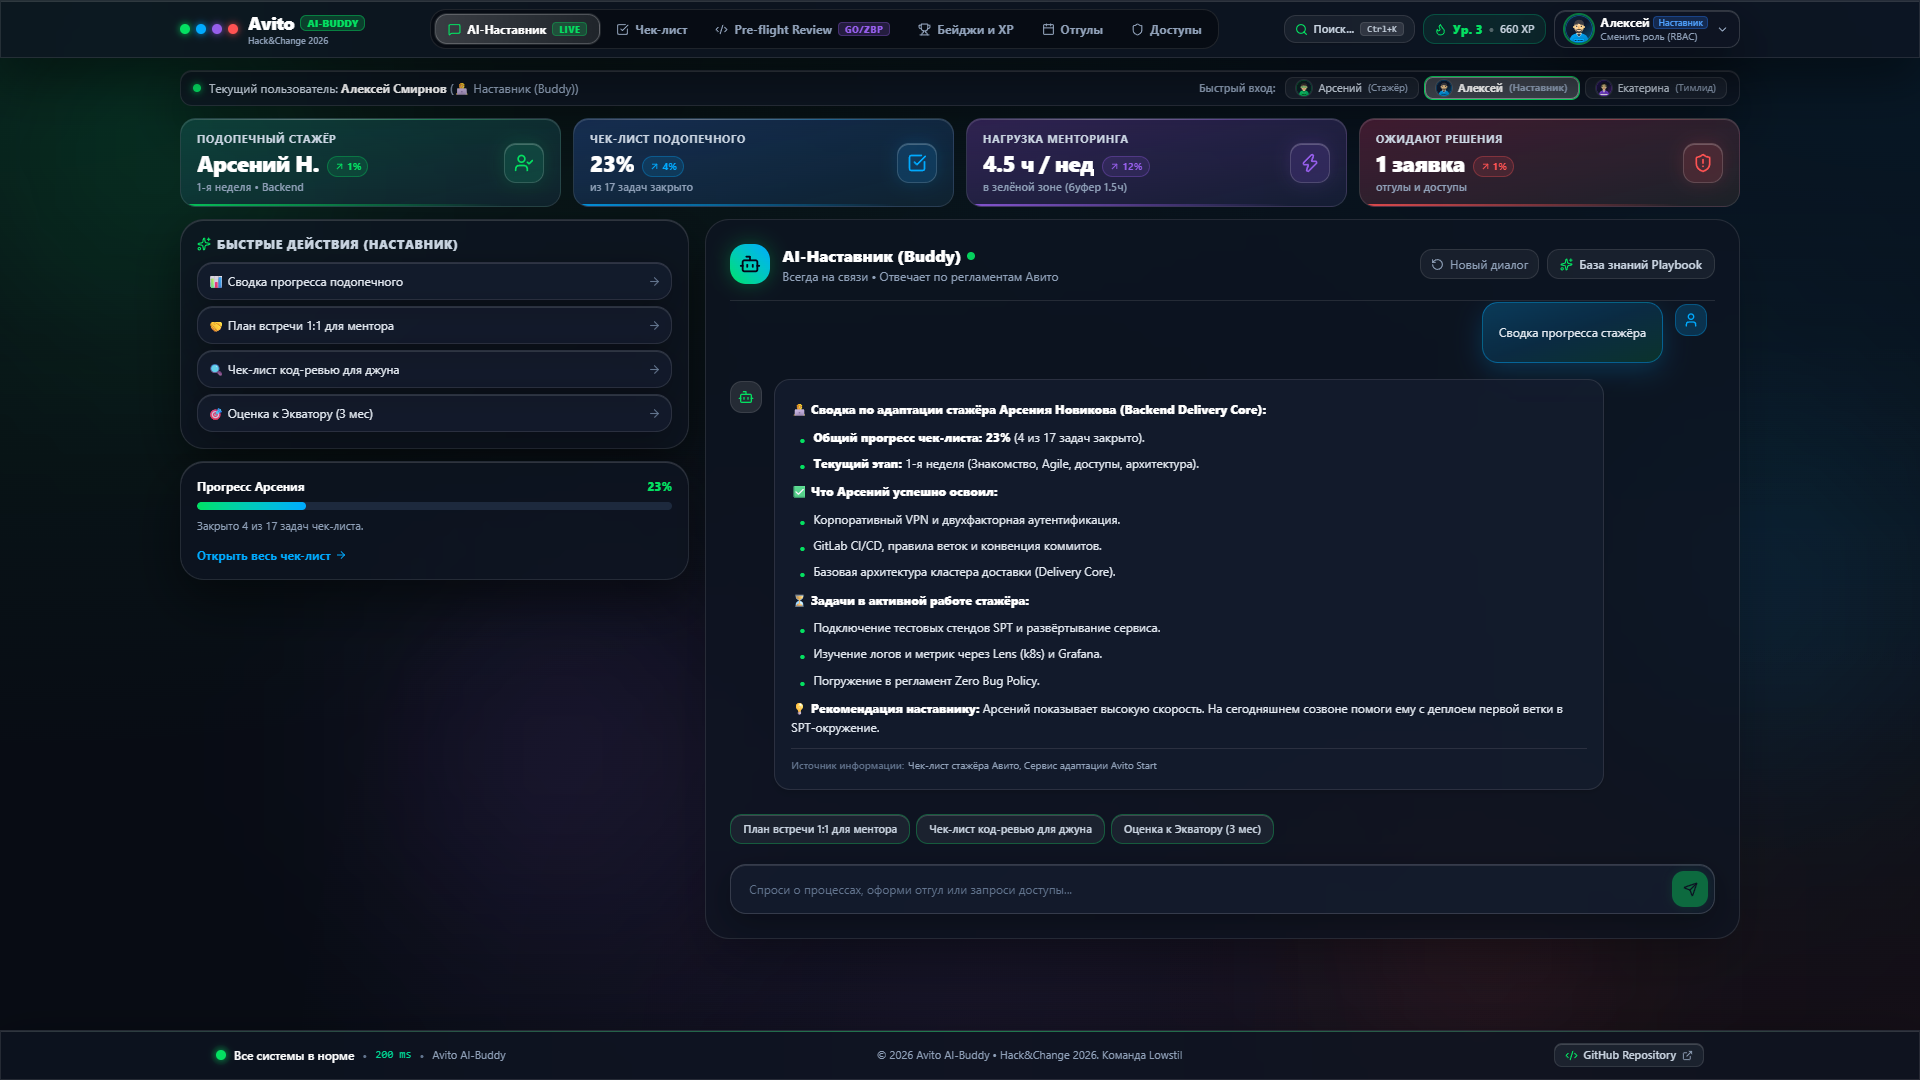 Avito AI-BUDDY
Hack&Change 2026
AI-Наставник LIVE
Чек-лист
Pre-flight Review GO/ZBP
Бейджи и XP
Отгулы
Доступы
Поиск... Ctrl+K
Ур. 3 • 660 XP
Алексей Наставник
Сменить роль (RBAC)
Текущий пользователь: Алексей Смирнов (Наставник (Buddy))
Быстрый вход:
Арсений (Стажёр)
Алексей (Наставник)
Екатерина (Тимлид)
ПОДОПЕЧНЫЙ СТАЖЁР
Арсений Н. 1%
1-я неделя • Backend
ЧЕК-ЛИСТ ПОДОПЕЧНОГО
23% 4%
из 17 задач закрыто
НАГРУЗКА МЕНТОРИНГА
4.5 ч / нед 12%
в зелёной зоне (буфер 1.5ч)
ОЖИДАЮТ РЕШЕНИЯ
1 заявка 1%
отгулы и доступы
БЫСТРЫЕ ДЕЙСТВИЯ (НАСТАВНИК)
Сводка прогресса подопечного
План встречи 1:1 для ментора
Чек-лист код-ревью для джуна
Оценка к Экватору (3 мес)
Прогресс Арсения 23%
Закрыто 4 из 17 задач чек-листа.
Открыть весь чек-лист
AI-Наставник (Buddy)
Всегда на связи • Отвечает по регламентам Авито
Новый диалог
База знаний Playbook
Сводка прогресса стажёра
Сводка по адаптации стажёра Арсения Новикова (Backend Delivery Core):
• Общий прогресс чек-листа: 23% (4 из 17 задач закрыто).
• Текущий этап: 1-я неделя (Знакомство, Agile, доступы, архитектура).
Что Арсений успешно освоил:
• Корпоративный VPN и двухфакторная аутентификация.
• GitLab CI/CD, правила веток и конвенция коммитов.
• Базовая архитектура кластера доставки (Delivery Core).
Задачи в активной работе стажёра:
• Подключение тестовых стендов SPT и развёртывание сервиса.
• Изучение логов и метрик через Lens (k8s) и Grafana.
• Погружение в регламент Zero Bug Policy.
Рекомендация наставнику: Арсений показывает высокую скорость. На сегодняшнем созвоне помоги ему с деплоем первой ветки в
SPT-окружение.
Источник информации: Чек-лист стажёра Авито, Сервис адаптации Avito Start
План встречи 1:1 для ментора
Чек-лист код-ревью для джуна
Оценка к Экватору (3 мес)
Спроси о процессах, оформи отгул или запроси доступы...
Все системы в норме • 200 ms • Avito AI-Buddy
© 2026 Avito AI-Buddy • Hack&Change 2026. Команда Lowstil
GitHub Repository